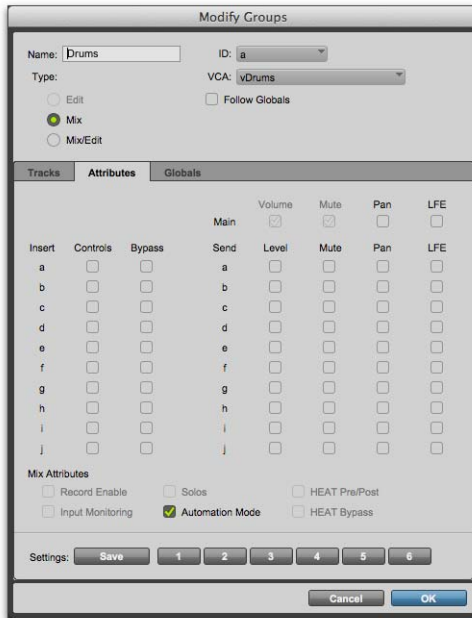 Modify Groups
Name: Drums ID: a
Type: VCA: vDrums
Edit Follow Globals
Mix
Mix/Edit
Tracks Attributes Globals
Volume Mute Pan LFE
Main
Insert Controls Bypass Send Level Mute Pan LFE
a a
b b
c c
d d
e e
f f
g g
h h
i i
j j
Mix Attributes
Record Enable Solos HEAT Pre/Post
Input Monitoring Automation Mode HEAT Bypass
Settings: Save 1 2 3 4 5 6
Cancel OK